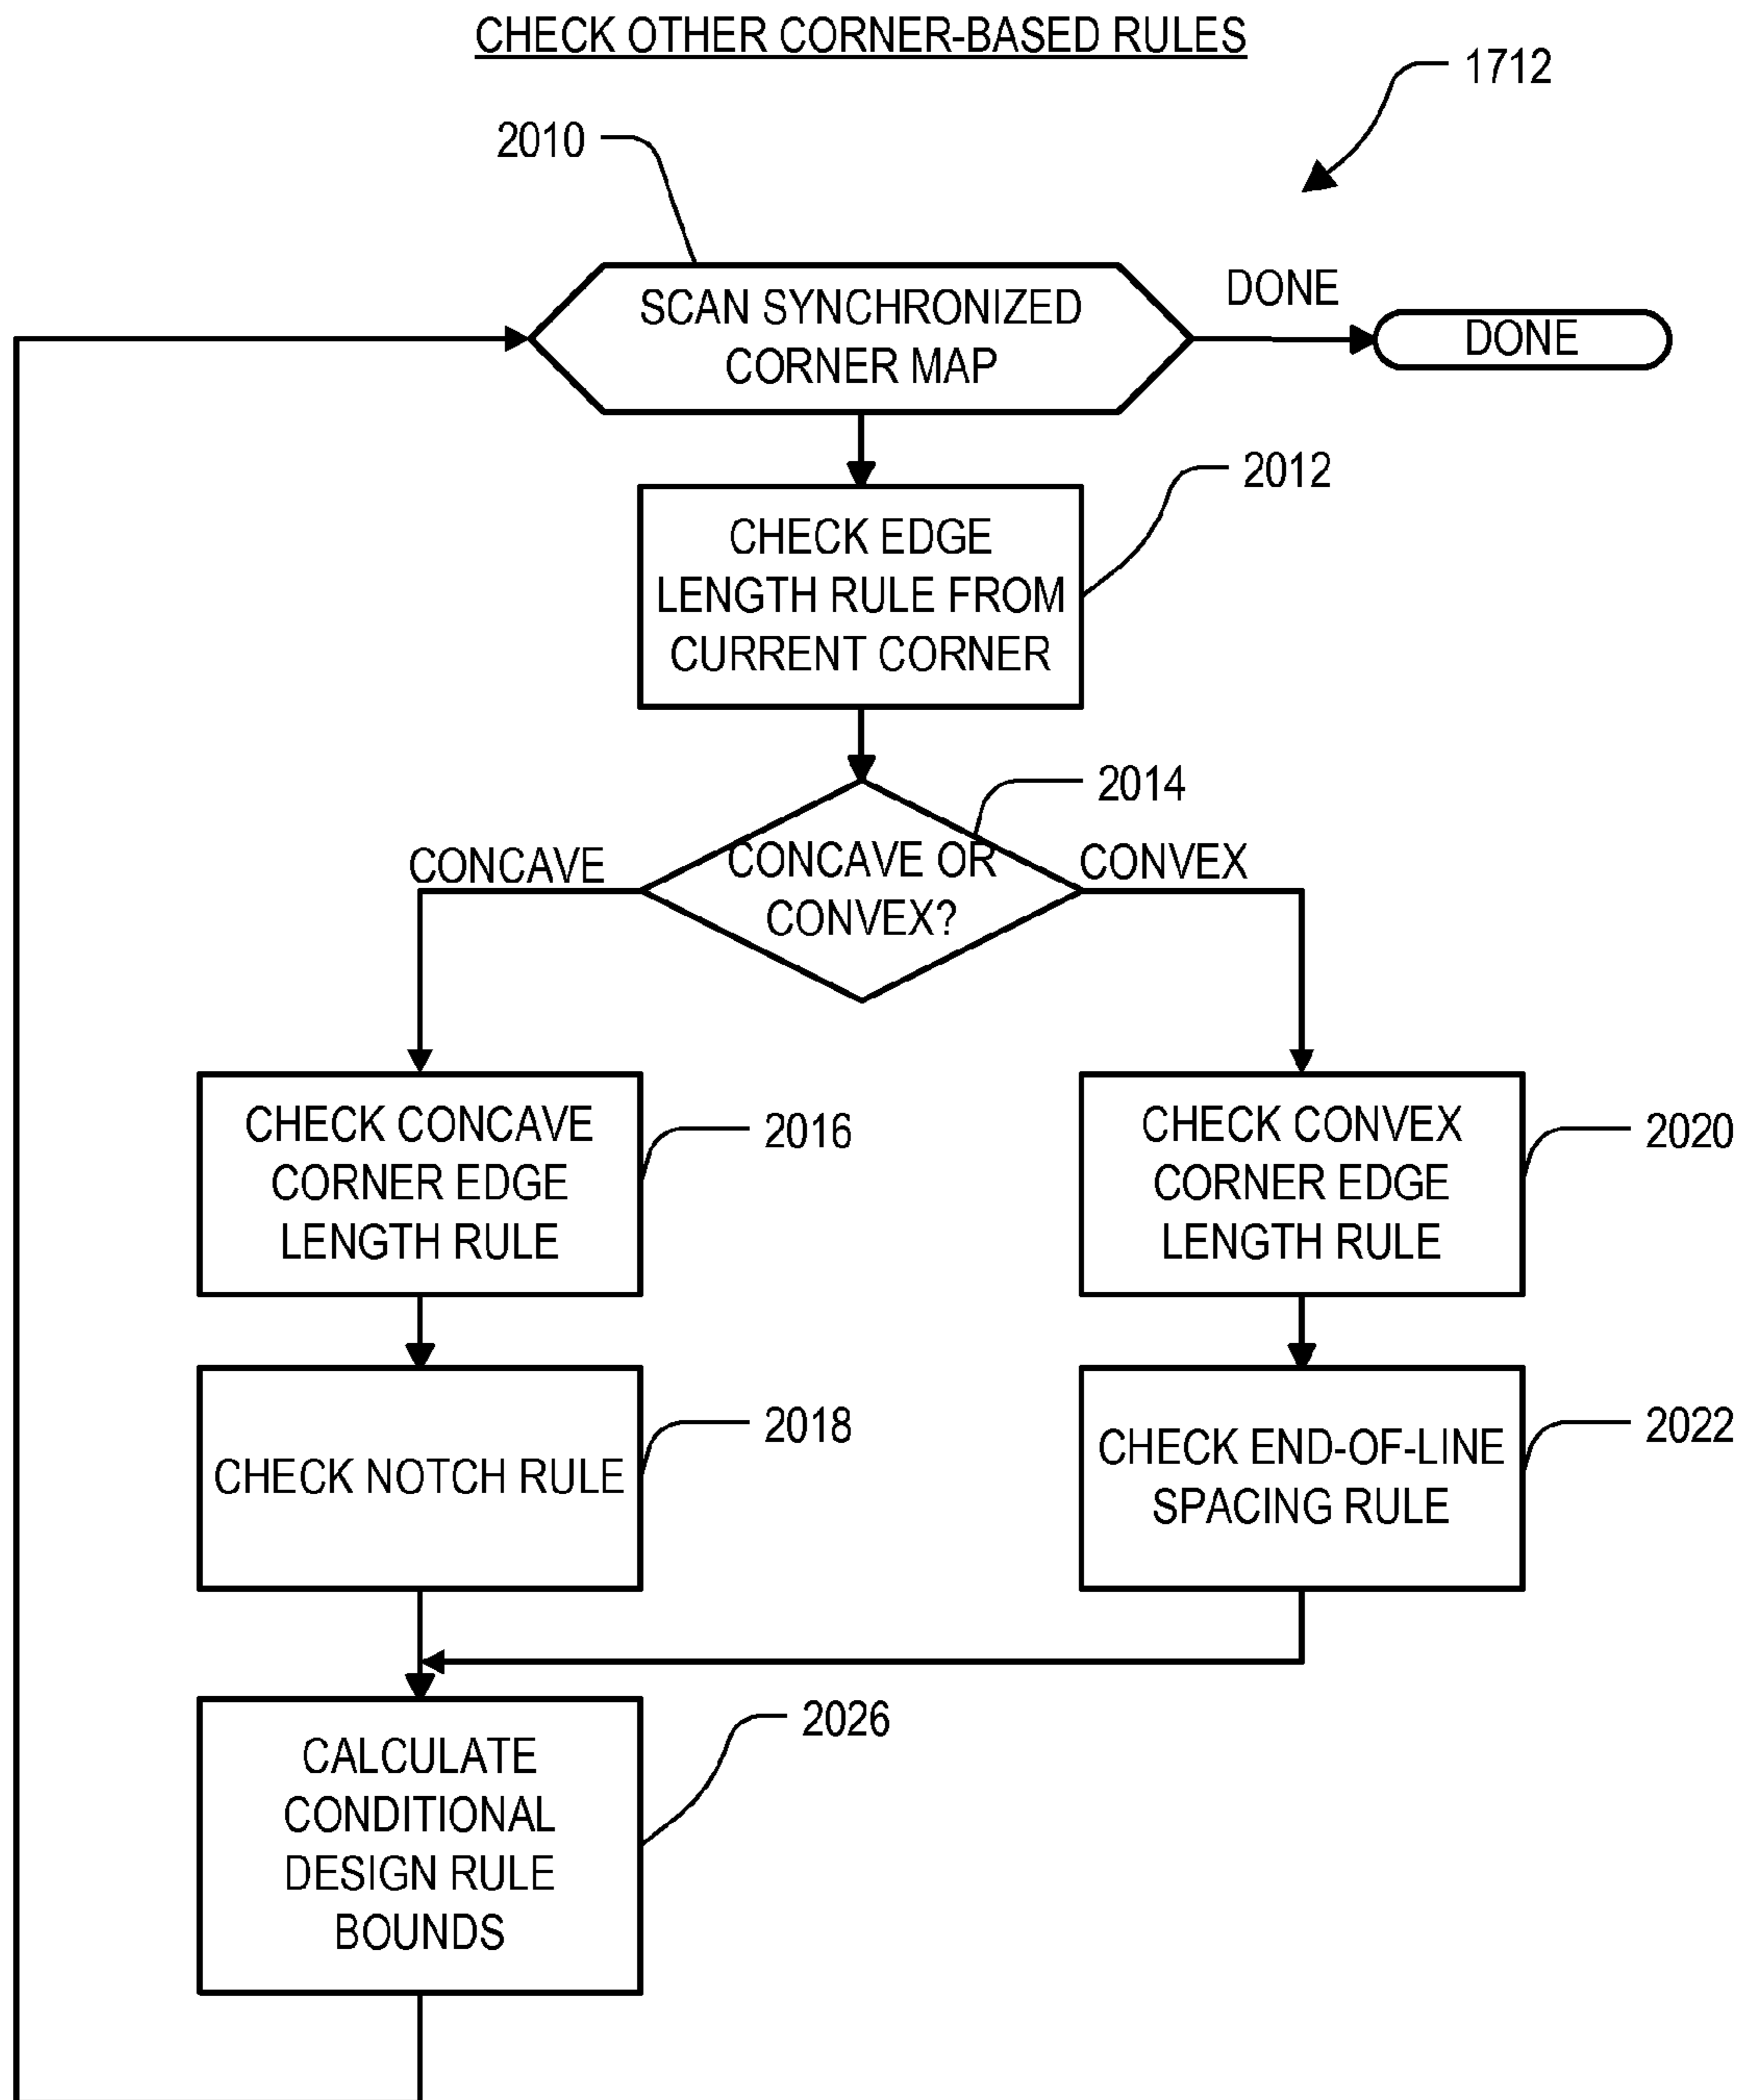 CHECK OTHER CORNER-BASED RULES
1712
2010
SCAN SYNCHRONIZED
CORNER MAP
DONE
DONE
2012
CHECK EDGE
LENGTH RULE FROM
CURRENT CORNER
2014
CONCAVE
CONCAVE OR
CONVEX?
CONVEX
CHECK CONCAVE
CORNER EDGE
LENGTH RULE
2016
CHECK CONVEX
CORNER EDGE
LENGTH RULE
2020
CHECK NOTCH RULE
2018
CHECK END-OF-LINE
SPACING RULE
2022
CALCULATE
CONDITIONAL
DESIGN RULE
BOUNDS
2026